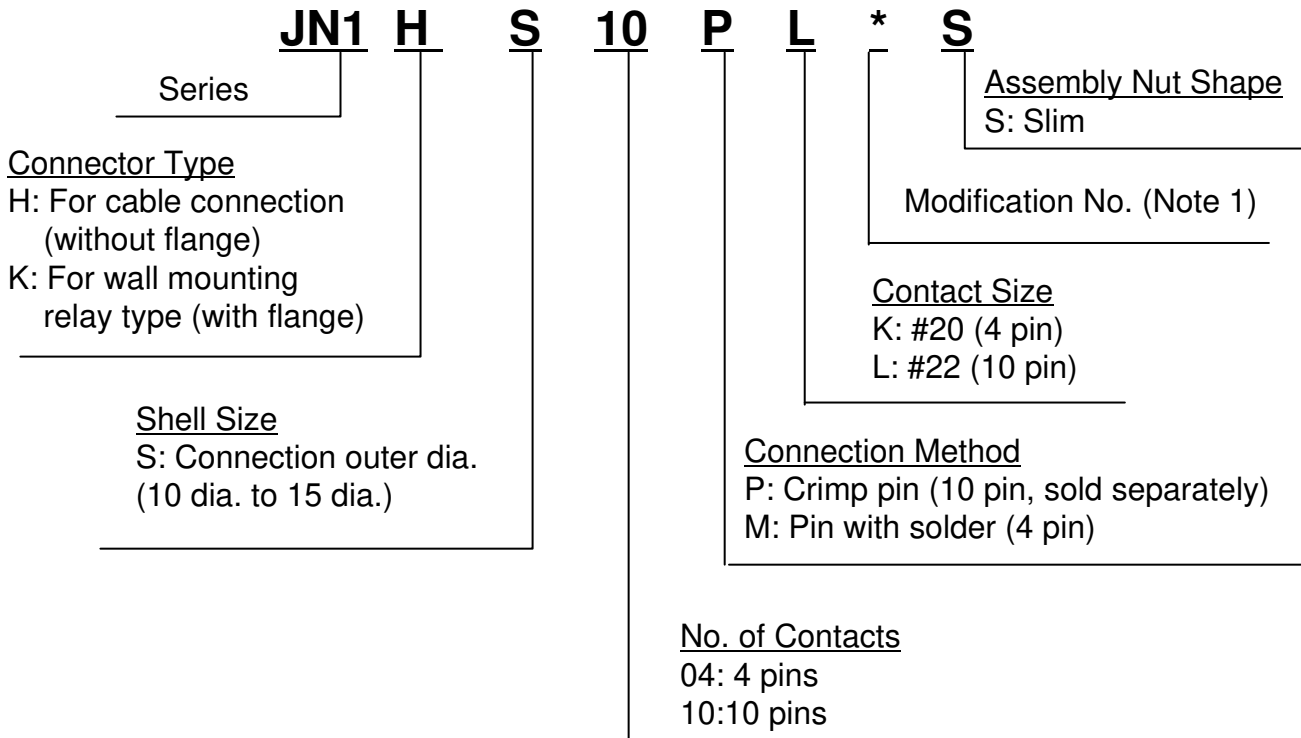 JN1 H S 10 P L * S
Series
Assembly Nut Shape
S: Slim
Connector Type
H: For cable connection
(without flange)
K: For wall mounting
relay type (with flange)
Modification No. (Note 1)
Contact Size
K: #20 (4 pin)
L: #22 (10 pin)
Shell Size
S: Connection outer dia.
(10 dia. to 15 dia.)
Connection Method
P: Crimp pin (10 pin, sold separately)
M: Pin with solder (4 pin)
No. of Contacts
04: 4 pins
10:10 pins